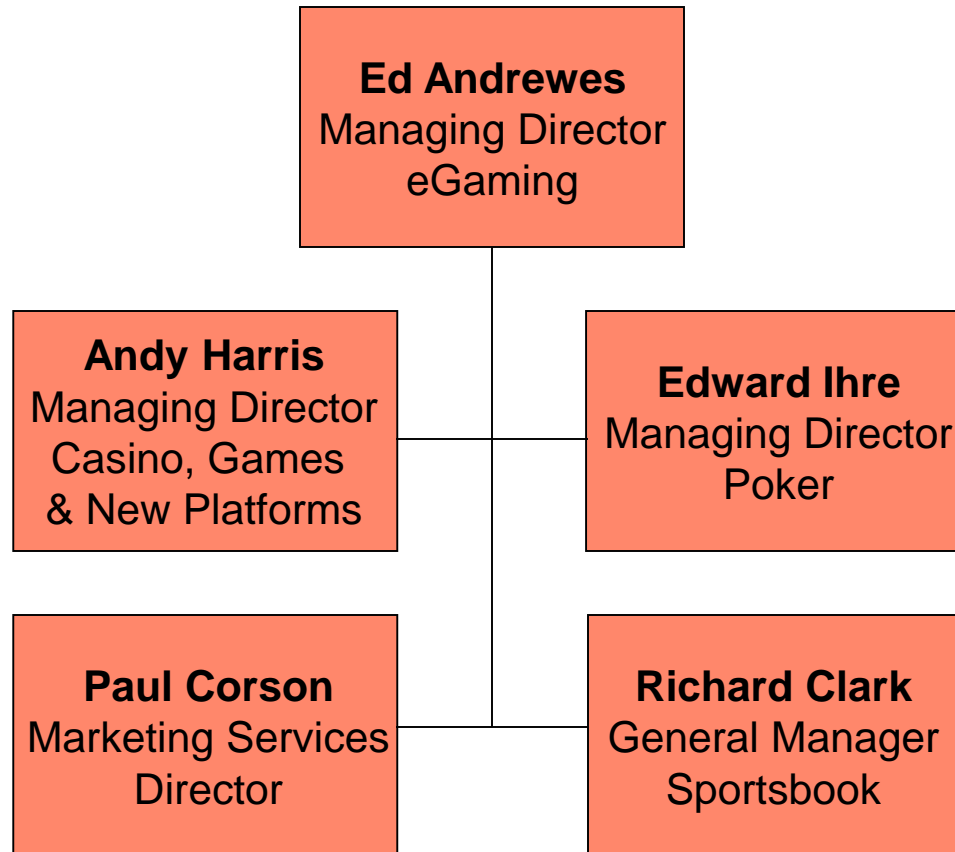 Ed Andrewes
Managing Director
eGaming
Andy Harris
Managing Director
Casino, Games
& New Platforms
Edward Ihre
Managing Director
Poker
Paul Corson
Marketing Services
Director
Richard Clark
General Manager
Sportsbook